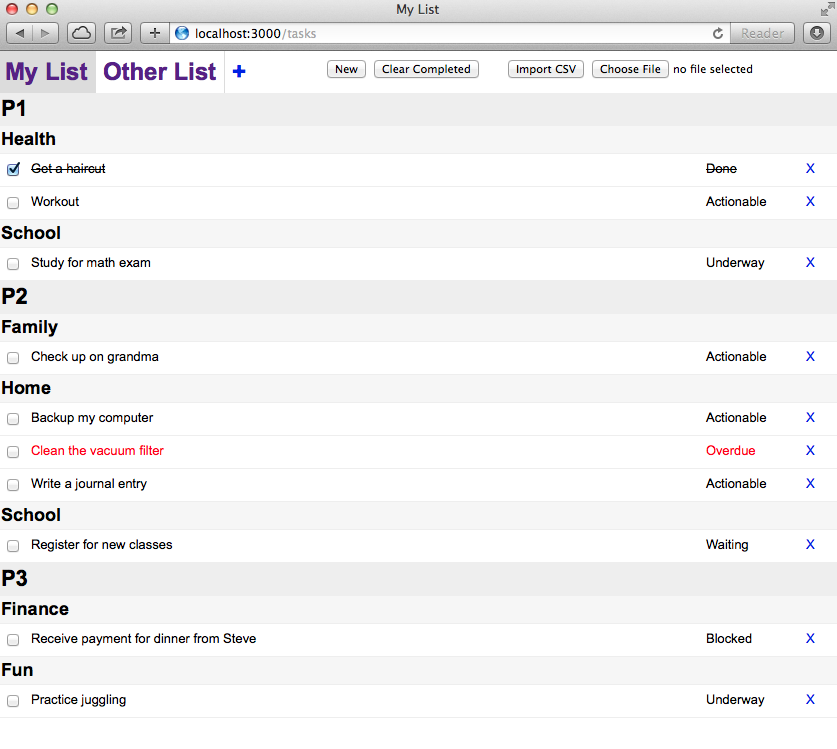 My List
localhost:3000/tasks
Reader
My List Other List + New Clear Completed Import CSV Choose File no file selected
P1
Health
Get a haircut Done X
Workout Actionable X
School
Study for math exam Underway X
P2
Family
Check up on grandma Actionable X
Home
Backup my computer Actionable X
Clean the vacuum filter Overdue X
Write a journal entry Actionable X
School
Register for new classes Waiting X
P3
Finance
Receive payment for dinner from Steve Blocked X
Fun
Practice juggling Underway X